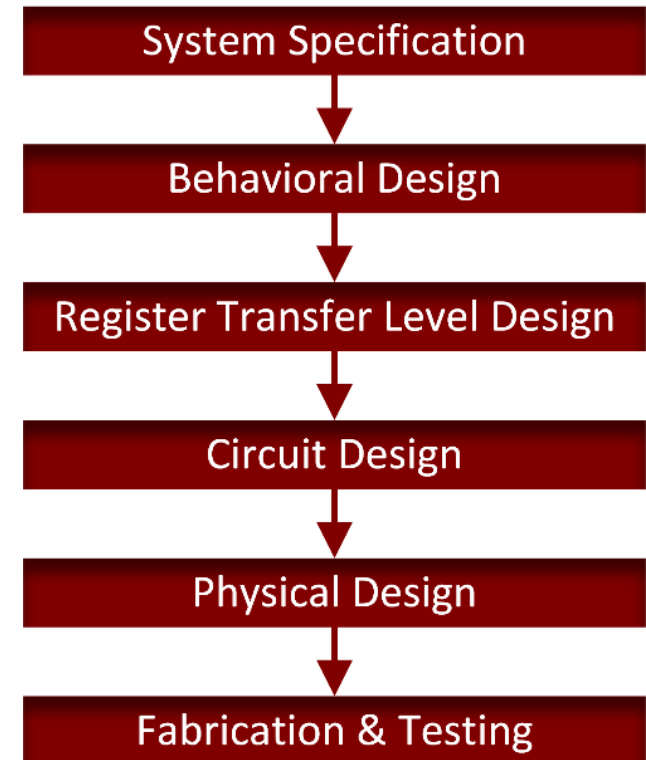 System Specification
Behavioral Design
Register Transfer Level Design
Circuit Design
Physical Design
Fabrication & Testing